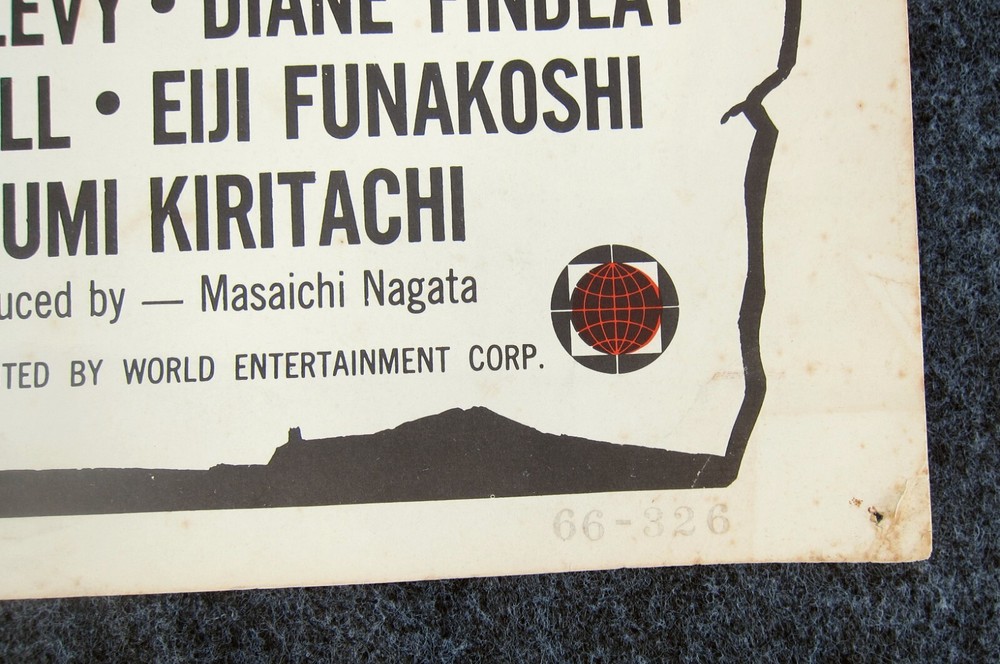 LEVY • DIANE FINDLAY
LL • EIJI FUNAKOSHI
UMI KIRITACHI
uced by — Masaichi Nagata
TED BY WORLD ENTERTAINMENT CORP.
66-326